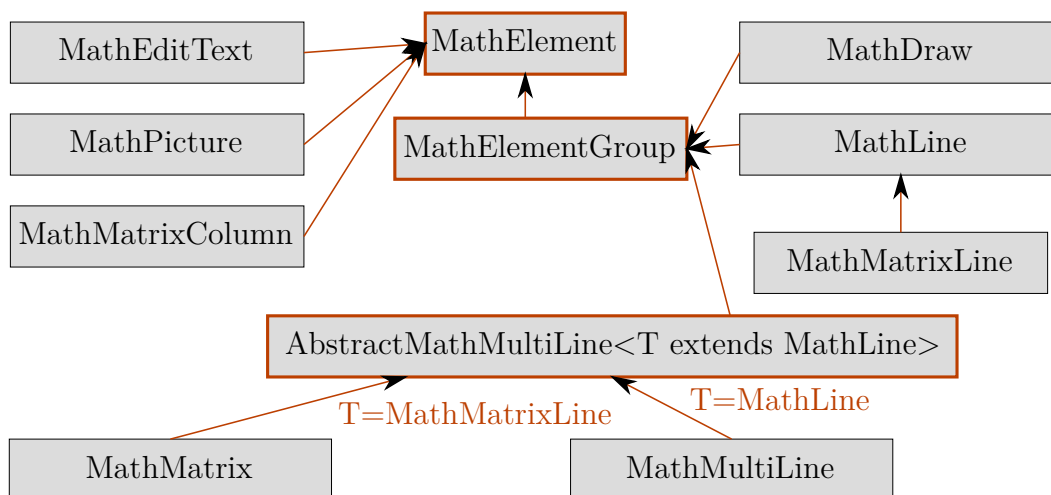 MathEditText
MathElement
MathDraw
MathPicture
MathElementGroup
MathLine
MathMatrixColumn
MathMatrixLine
AbstractMathMultiLine<T extends MathLine>
T=MathMatrixLine
T=MathLine
MathMatrix
MathMultiLine